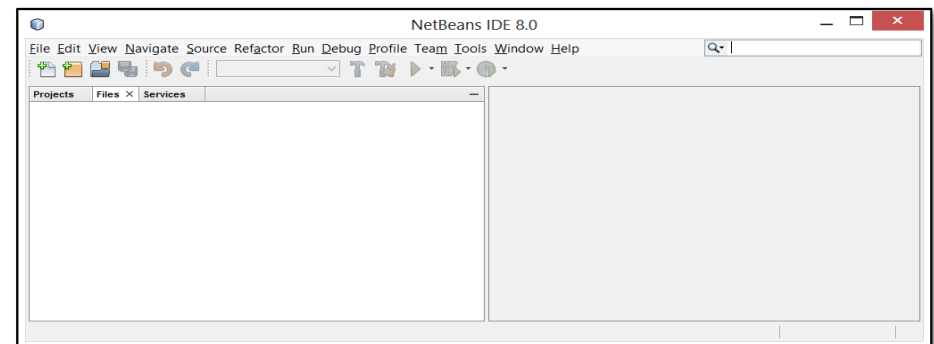 NetBeans IDE 8.0
File Edit View Navigate Source Refactor Run Debug Profile Team Tools Window Help
Projects Files Services